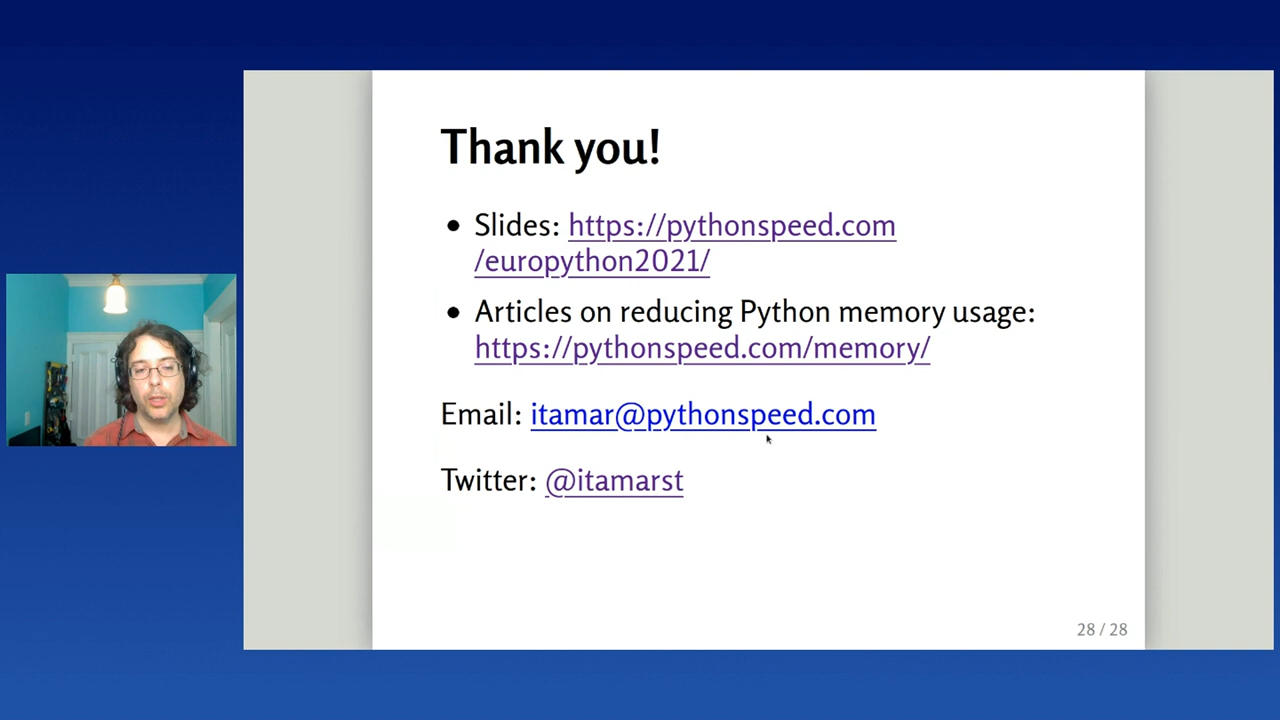 Thank you!
• Slides: https://pythonspeed.com
/europython2021/
• Articles on reducing Python memory usage:
https://pythonspeed.com/memory/
Email: itamar@pythonspeed.com
Twitter: @itamarst
28 / 28